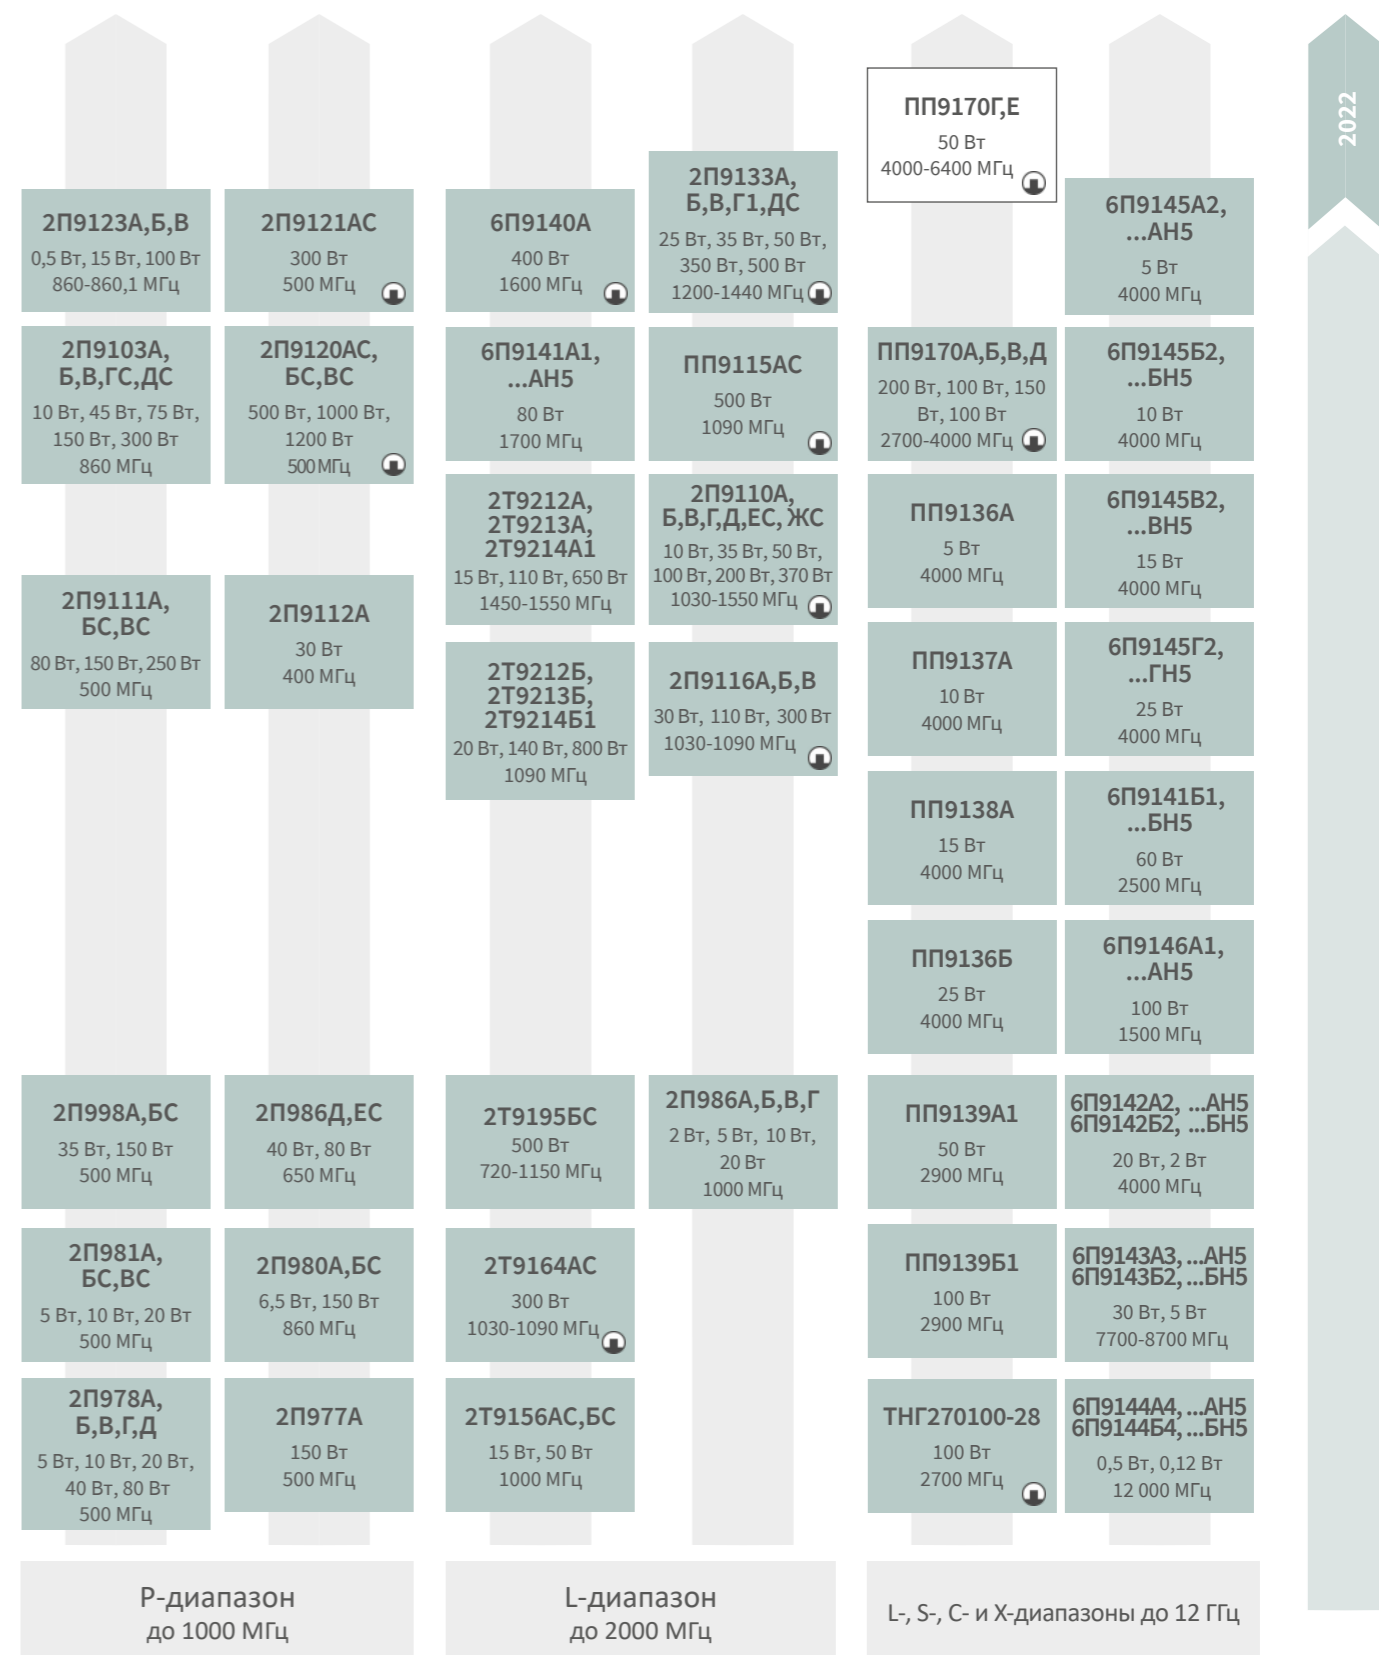 2022
2П9123А,Б,В
0,5 Вт, 15 Вт, 100 Вт
860-860,1 МГц
2П9103А,
Б,В,ГС,ДС
10 Вт, 45 Вт, 75 Вт,
150 Вт, 300 Вт
860 МГц
2П9111А,
БС,ВС
80 Вт, 150 Вт, 250 Вт
500 МГц
2П998А,БС
35 Вт, 150 Вт
500 МГц
2П981А,
БС,ВС
5 Вт, 10 Вт, 20 Вт
500 МГц
2П978А,
Б,В,Г,Д
5 Вт, 10 Вт, 20 Вт,
40 Вт, 80 Вт
500 МГц
2П9121АС
300 Вт
500 МГц
2П9120АС,
БС,ВС
500 Вт, 1000 Вт,
1200 Вт
500 МГц
2П9112А
30 Вт
400 МГц
2П986Д,ЕС
40 Вт, 80 Вт
650 МГц
2П980А,БС
6,5 Вт, 150 Вт
860 МГц
2П977А
150 Вт
500 МГц
Р-диапазон
до 1000 МГц
6П9140А
400 Вт
1600 МГц
6П9141А1,
...АН5
80 Вт
1700 МГц
2Т9212А,
2Т9213А,
2Т9214А1
15 Вт, 110 Вт, 650 Вт
1450-1550 МГц
2Т9212Б,
2Т9213Б,
2Т9214Б1
20 Вт, 140 Вт, 800 Вт
1090 МГц
2Т9195БС
500 Вт
720-1150 МГц
2Т9164АС
300 Вт
1030-1090 МГц
2Т9156АС,БС
15 Вт, 50 Вт
1000 МГц
2П9133А,
Б,В,Г1,ДС
25 Вт, 35 Вт, 50 Вт,
350 Вт, 500 Вт
1200-1440 МГц
ПП9115АС
500 Вт
1090 МГц
2П9110А,
Б,В,Г,Д,ЕС, ЖС
10 Вт, 35 Вт, 50 Вт,
100 Вт, 200 Вт, 370 Вт
1030-1550 МГц
2П9116А,Б,В
30 Вт, 110 Вт, 300 Вт
1030-1090 МГц
2П986А,Б,В,Г
2 Вт, 5 Вт, 10 Вт,
20 Вт
1000 МГц
L-диапазон
до 2000 МГц
ПП9170Г,Е
50 Вт
4000-6400 МГц
ПП9170А,Б,В,Д
200 Вт, 100 Вт, 150
Вт, 100 Вт
2700-4000 МГц
ПП9136А
5 Вт
4000 МГц
ПП9137А
10 Вт
4000 МГц
ПП9138А
15 Вт
4000 МГц
ПП9136Б
25 Вт
4000 МГц
ПП9139А1
50 Вт
2900 МГц
ПП9139Б1
100 Вт
2900 МГц
ТНГ270100-28
100 Вт
2700 МГц
6П9145А2,
...АН5
5 Вт
4000 МГц
6П9145Б2,
...БН5
10 Вт
4000 МГц
6П9145В2,
...ВН5
15 Вт
4000 МГц
6П9145Г2,
...ГН5
25 Вт
4000 МГц
6П9141Б1,
...БН5
60 Вт
2500 МГц
6П9146А1,
...АН5
100 Вт
1500 МГц
6П9142А2, ...АН5
6П9142Б2, ...БН5
20 Вт, 2 Вт
4000 МГц
6П9143А3, ...АН5
6П9143Б2, ...БН5
30 Вт, 5 Вт
7700-8700 МГц
6П9144А4, ...АН5
6П9144Б4, ...БН5
0,5 Вт, 0,12 Вт
12 000 МГц
L-, S-, C- и X-диапазоны до 12 ГГц